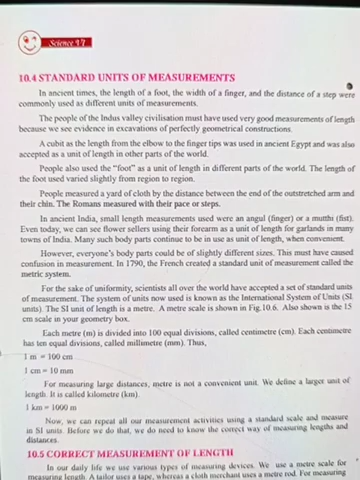 Science 97
10.4 STANDARD UNITS OF MEASUREMENTS
In ancient times, the length of a foot, the width of a finger, and the distance of a step were
commonly used as different units of measurements.
The people of the Indus valley civilisation must have used very good measurements of length
because we see evidence in excavations of perfectly geometrical constructions.
A cubit as the length from the elbow to the finger tips was used in ancient Egypt and was also
accepted as a unit of length in other parts of the world.
People also used the "foot" as a unit of length in different parts of the world. The length of
the foot used varied slightly from region to region.
People measured a yard of cloth by the distance between the end of the outstretched arm and
their chin. The Romans measured with their pace or steps.
In ancient India, small length measurements used were an angul (finger) or a mutthi (fist).
Even today, we can see flower sellers using their forearm as a unit of length for garlands in many
towns of India. Many such body parts continue to be in use as unit of length, when convenient.
However, everyone's body parts could be of slightly different sizes. This must have caused
confusion in measurement. In 1790, the French created a standard unit of measurement called the
metric system.
For the sake of uniformity, scientists all over the world have accepted a set of standard units
of measurement. The system of units now used is known as the International System of Units (SI
units). The SI unit of length is a metre. A metre scale is shown in Fig.10.6. Also shown is the 15
cm scale in your geometry box.
Each metre (m) is divided into 100 equal divisions, called centimetre (cm). Each centimetre
has ten equal divisions, called millimetre (mm). Thus,
1 m = 100 cm
1 cm = 10 mm
For measuring large distances, metre is not a convenient unit. We define a larger unit of
length. It is called kilometre (km).
1 km = 1000 m
Now, we can repeat all our measurement activities using a standard scale and measure
in SI units. Before we do that, we do need to know the correct way of measuring lengths and
distances.
10.5 CORRECT MEASUREMENT OF LENGTH
In our daily life we use various types of measuring devices. We use a metre scale for
measuring length. A tailor uses a tape, whereas a cloth merchant uses a metre rod. For measuring